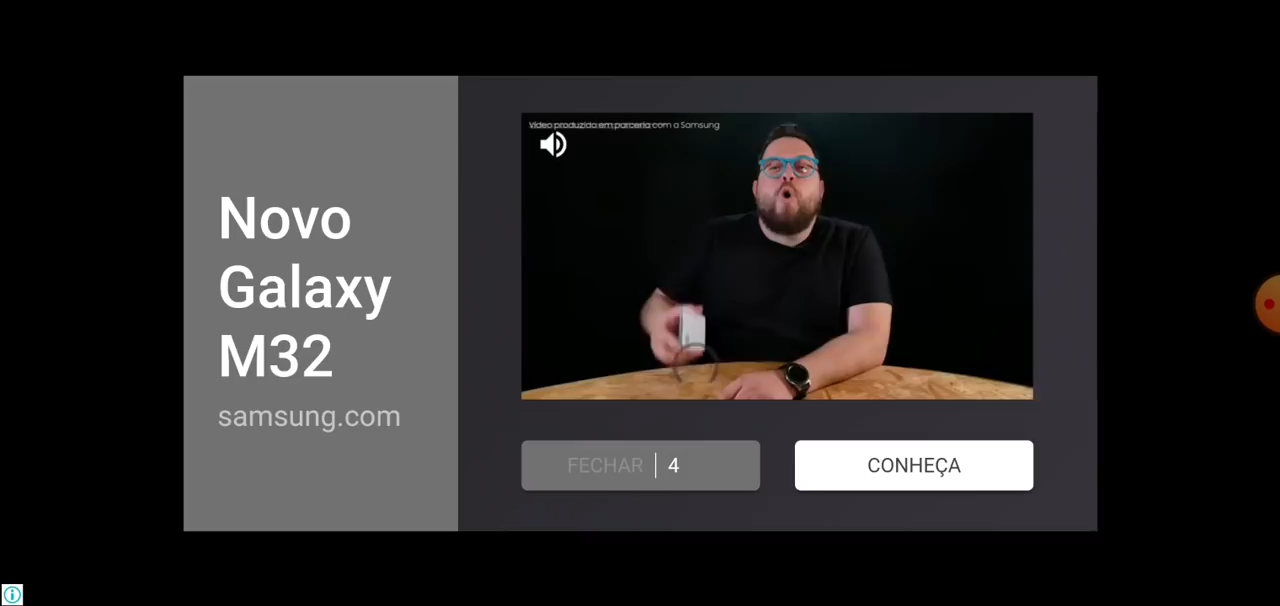 Novo
Galaxy
M32
samsung.com
Vídeo produzido em parceria com a Samsung
FECHAR | 4
CONHEÇA